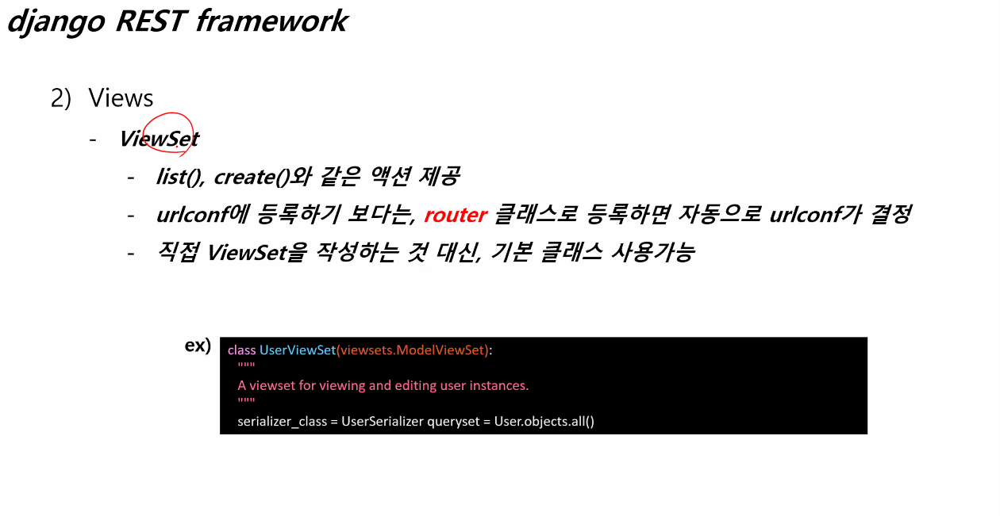 django REST framework
2) Views
- ViewSet
- list(), create()와 같은 액션 제공
- urlconf에 등록하기 보다는, router 클래스로 등록하면 자동으로 urlconf가 결정
- 직접 ViewSet을 작성하는 것 대신, 기본 클래스 사용가능
ex) class UserViewSet(viewsets.ModelViewSet):
"""
A viewset for viewing and editing user instances.
"""
serializer_class = UserSerializer queryset = User.objects.all()